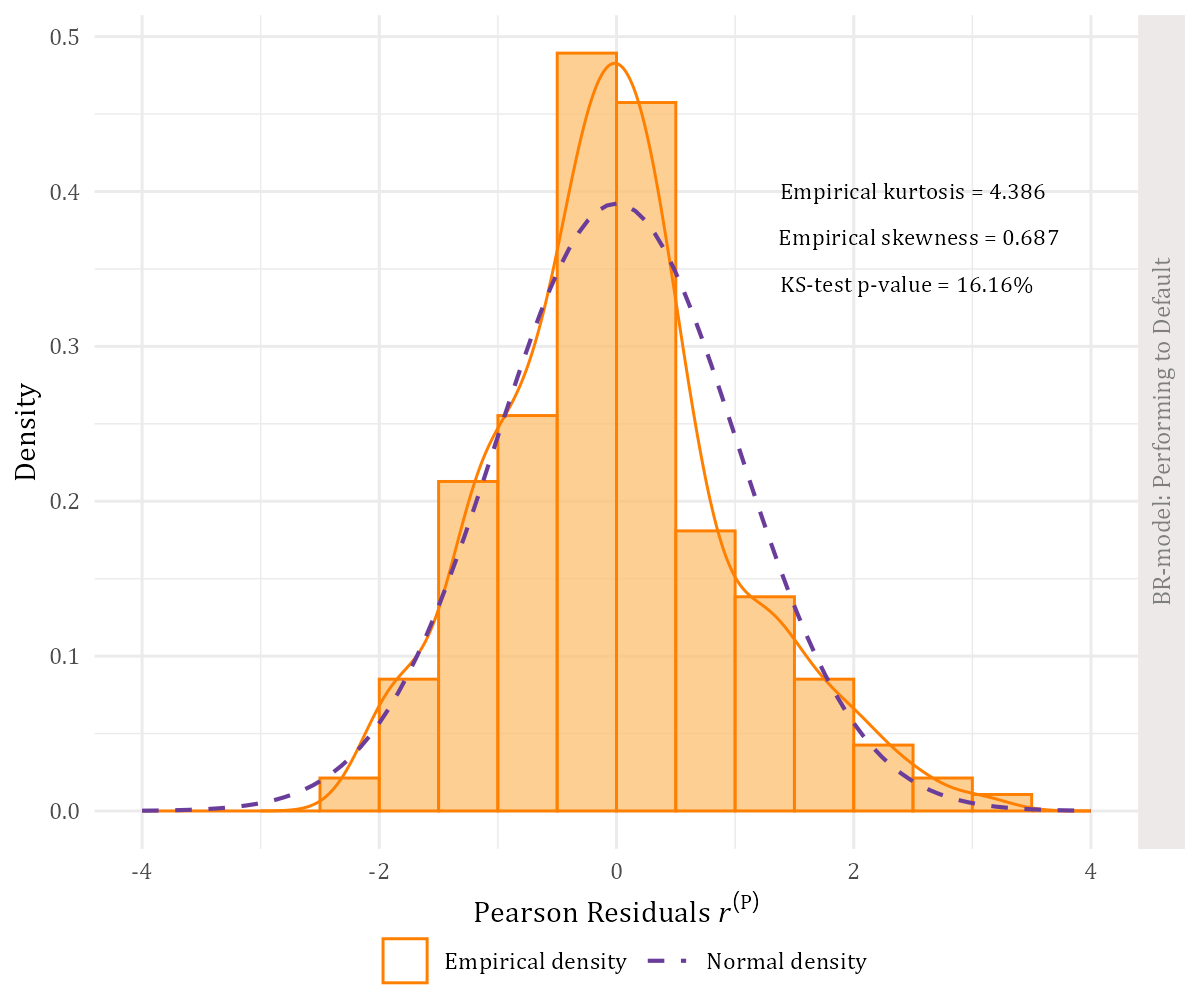 0.5
0.4
0.3
0.2
0.1
0.0
Density
Empirical kurtosis = 4.386
Empirical skewness = 0.687
KS-test p-value = 16.16%
BR-model: Performing to Default
-4 -2 0 2 4
Pearson Residuals r(P)
Empirical density Normal density